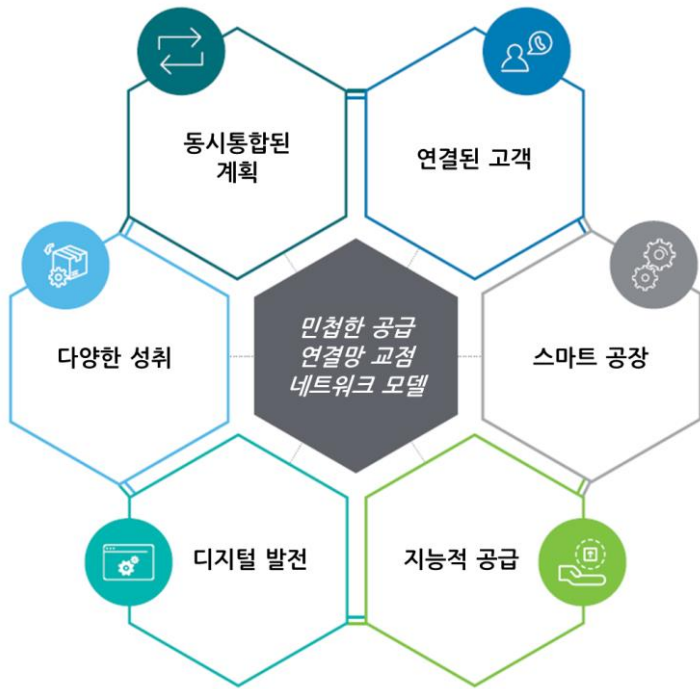 동시통합된
계획
연결된 고객
다양한 성취
민첩한 공급
연결망 교점
네트워크 모델
스마트 공장
디지털 발전
지능적 공급